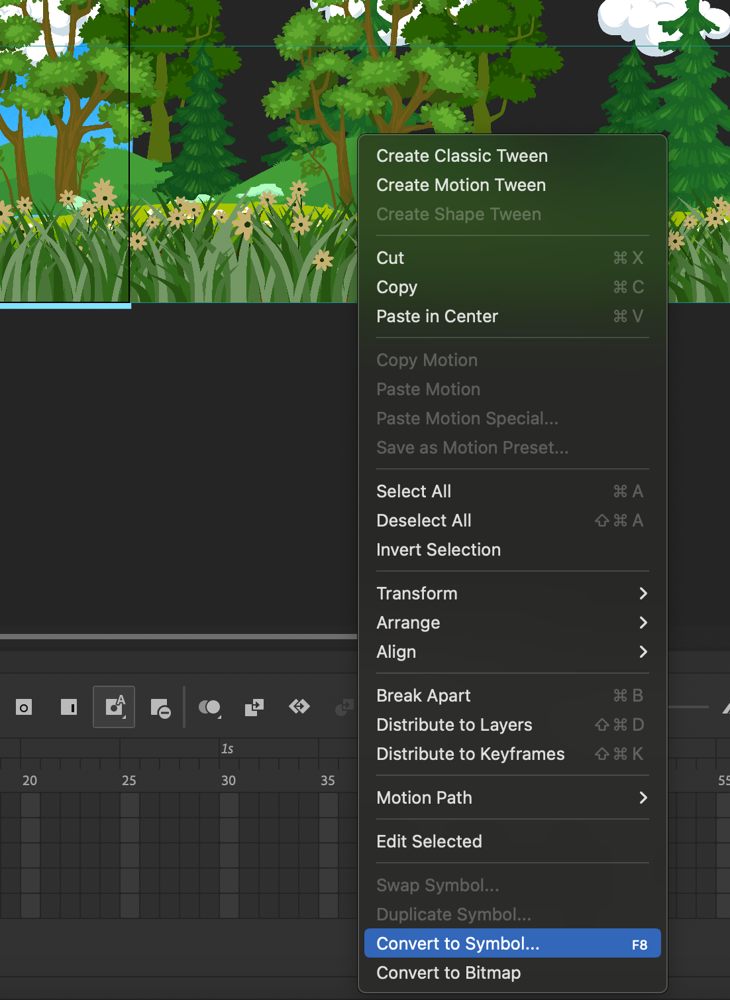 Create Classic Tween
Create Motion Tween
Create Shape Tween
Cut ⌘ X
Copy ⌘ C
Paste in Center ⌘ V
Copy Motion
Paste Motion
Paste Motion Special...
Save as Motion Preset...
Select All ⌘ A
Deselect All ⇧ ⌘ A
Invert Selection
Transform
Arrange
Align
Break Apart ⌘ B
Distribute to Layers ⇧ ⌘ D
Distribute to Keyframes ⇧ ⌘ K
Motion Path
Edit Selected
Swap Symbol...
Duplicate Symbol...
Convert to Symbol... F8
Convert to Bitmap
A
1s
20 25 30 35 55